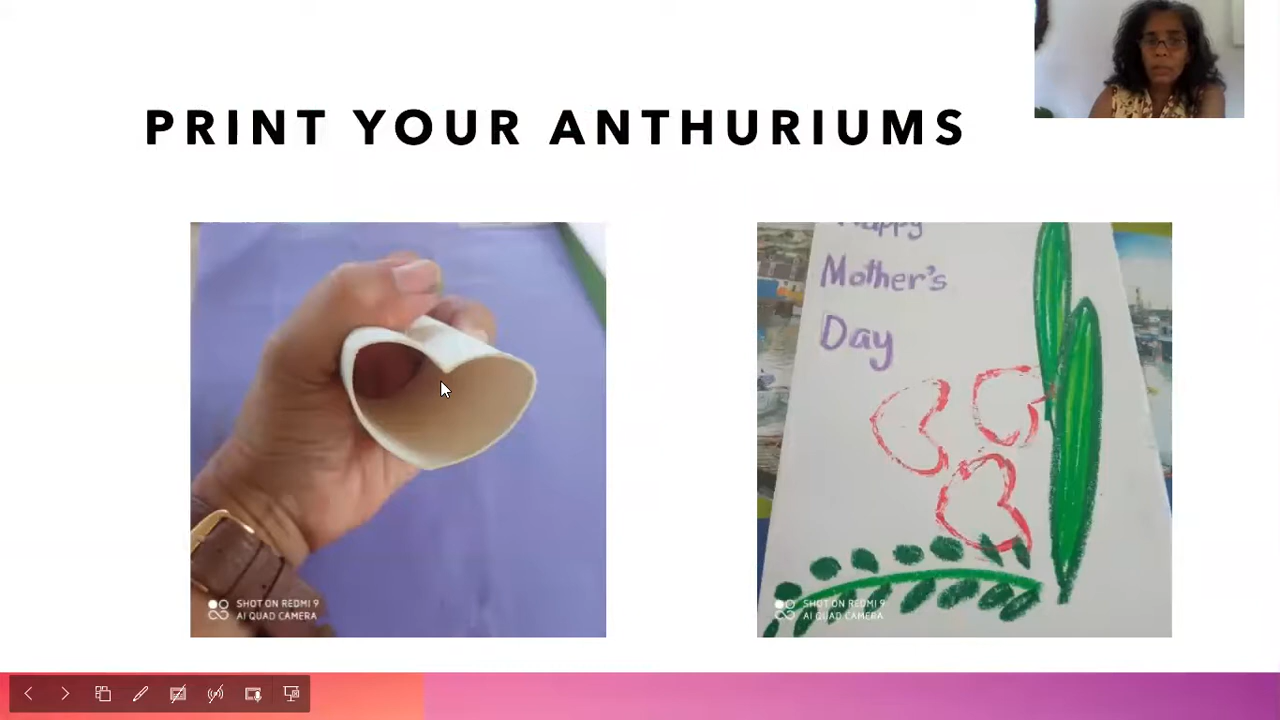 PRINT YOUR ANTHURIUMS
SHOT ON REDMI 9
AI QUAD CAMERA
Happy
Mother's
Day
SHOT ON REDMI 9
AI QUAD CAMERA